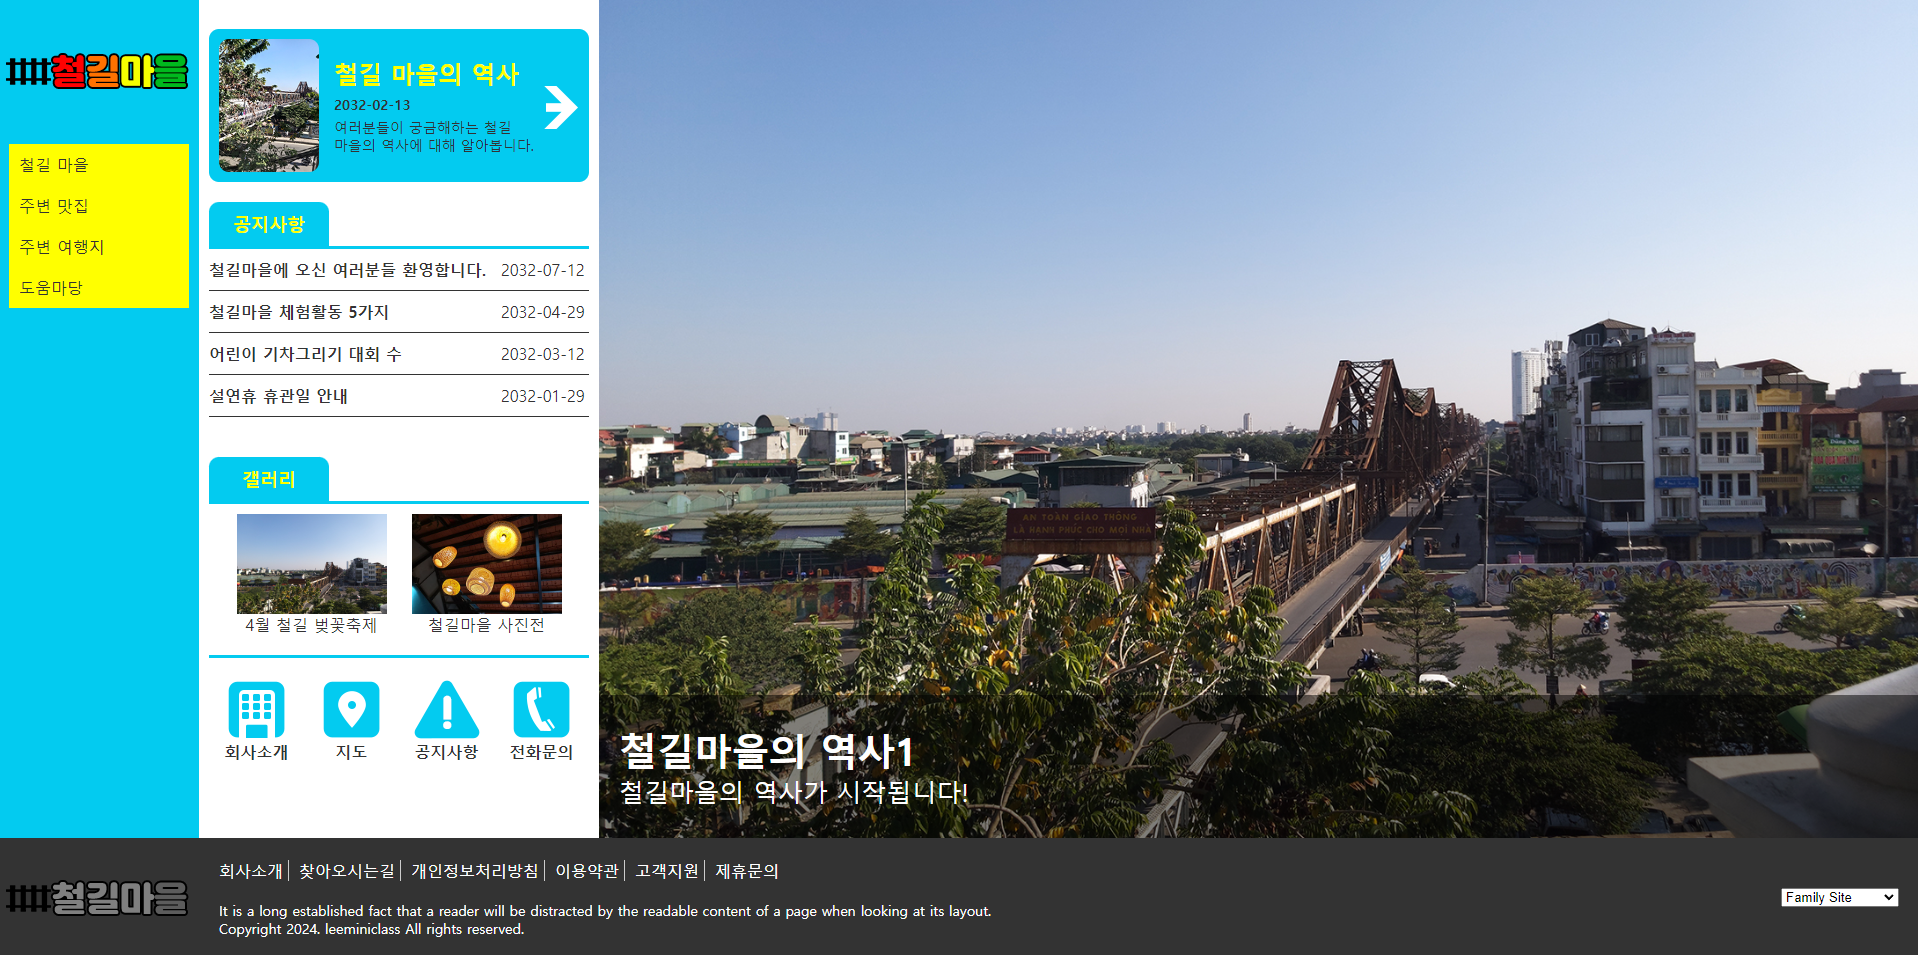 철길마을
철길 마을
주변 맛집
주변 여행지
도움마당
철길 마을의 역사
2032-02-13
여러분들이 궁금해하는 철길
마을의 역사에 대해 알아봅니다.
공지사항
철길마을에 오신 여러분들 환영합니다. 2032-07-12
철길마을 체험활동 5가지 2032-04-29
어린이 기차그리기 대회 수 2032-03-12
설연휴 휴관일 안내 2032-01-29
갤러리
4월 철길 벚꽃축제
철길마을 사진전
회사소개
지도
공지사항
전화문의
AN TOÀN GIAO THÔNG
LÀ HẠNH PHÚC CHO MỌI NHÀ
철길마을의 역사1
철길마을의 역사가 시작됩니다!
철길마을
회사소개 찾아오시는길 개인정보처리방침 이용약관 고객지원 제휴문의
It is a long established fact that a reader will be distracted by the readable content of a page when looking at its layout.
Copyright 2024. leeminiclass All rights reserved.
Family Site